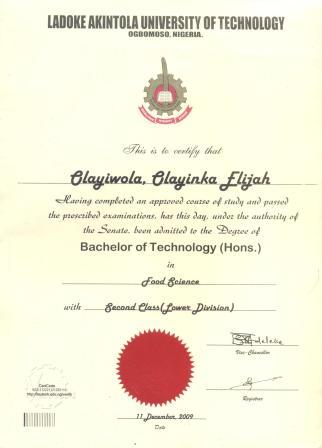 LADOKE AKINTOLA UNIVERSITY OF TECHNOLOGY
OGBOMOSO, NIGERIA.
This is to certify that
Olayiwola, Olayinka Elijah
Having completed an approved course of study and passed
the prescribed examinations, has this day, under the authority of
the Senate, been admitted to the Degree of
Bachelor of Technology (Hons.)
in
Food Science
with Second Class(Lower Division)
Vice-Chancellor
Registrar
CertCode
11 December, 2009
Date